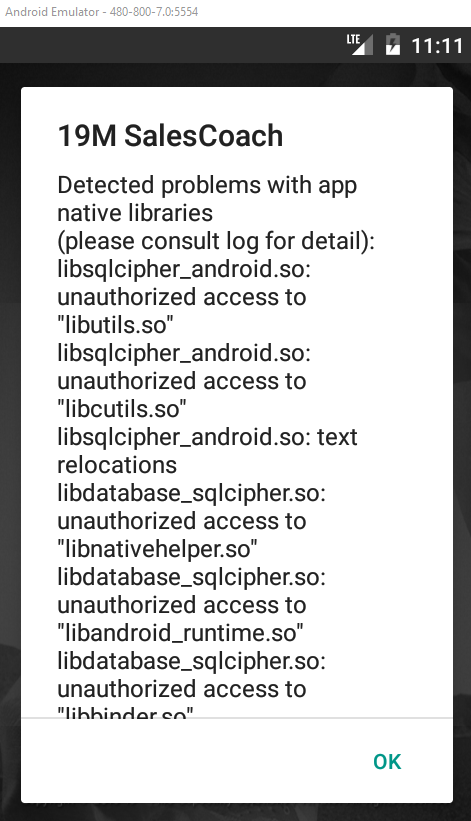 Android Emulator - 480-800-7.0:5554
LTE 11:11
19M SalesCoach
Detected problems with app
native libraries
(please consult log for detail):
libsqlcipher_android.so:
unauthorized access to
"libutils.so"
libsqlcipher_android.so:
unauthorized access to
"libcutils.so"
libsqlcipher_android.so: text
relocations
libdatabase_sqlcipher.so:
unauthorized access to
"libnativehelper.so"
libdatabase_sqlcipher.so:
unauthorized access to
"libandroid_runtime.so"
libdatabase_sqlcipher.so:
unauthorized access to
"libbinder.so"
OK